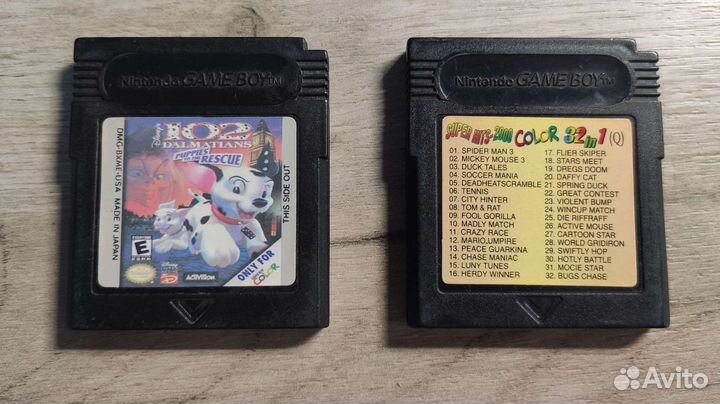 Nintendo GAME BOY TM
Disney's
102
DALMATIANS
PUPPIES TO THE
RESCUE
DMG-BXME-USA MADE IN JAPAN
THIS SIDE OUT
E
ACTIVISION
ONLY FOR
GAME BOY
COLOR
Nintendo GAME BOY TM
SUPER HITS-2000 COLOR 32 in 1 (Q)
01. SPIDER MAN 3
02. MICKEY MOUSE 3
03. DUCK TALES
04. SOCCER MANIA
05. DEADHEATSCRAMBLE
06. TENNIS
07. CITY HINTER
08. TOM & RAT
09. FOOL GORILLA
10. MADLY MATCH
11. CRAZY RACE
12. MARIO,UMPIRE
13. PEACE GUARKINA
14. CHASE MANIAC
15. LUNY TUNES
16. HERDY WINNER
17. FLIER SKIPER
18. STARS MEET
19. DREGS DOOM
20. DAFFY CAT
21. SPRING DUCK
22. GREAT CONTEST
23. VIOLENT BUMP
24. WINCUP MATCH
25. DIE RIFFRAFF
26. ACTIVE MOUSE
27. CARTOON STAR
28. WORLD GRIDIRON
29. SWIFTLY HOP
30. HOTLY BATTLE
31. MOCIE STAR
32. BUGS CHASE
Avito